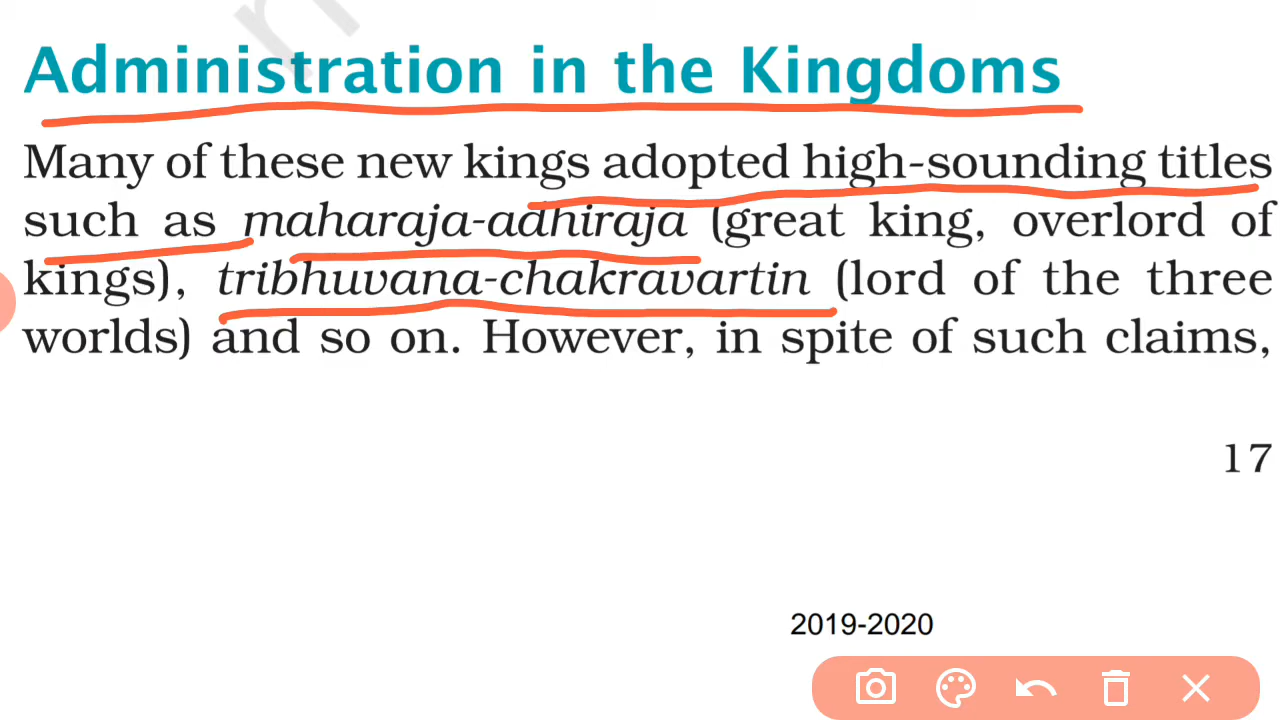 Administration in the Kingdoms
Many of these new kings adopted high-sounding titles
such as maharaja-adhiraja (great king, overlord of
kings), tribhuvana-chakravartin (lord of the three
worlds) and so on. However, in spite of such claims,
17
2019-2020